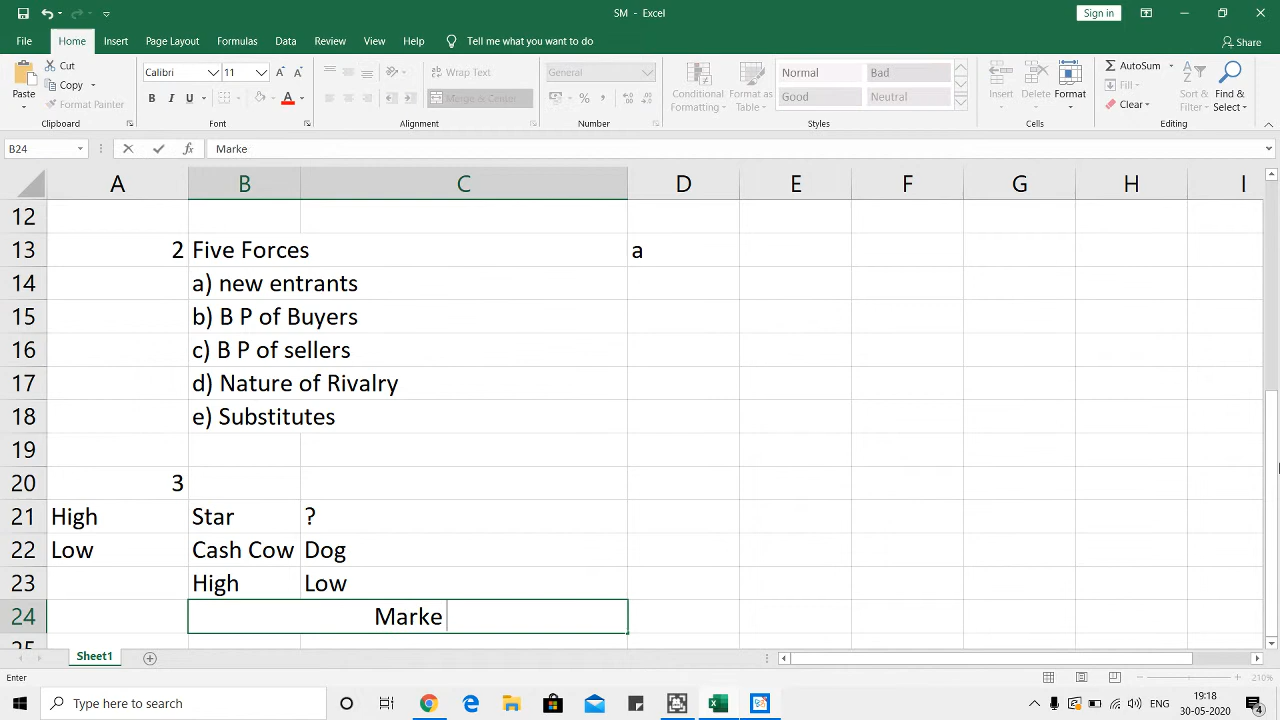 SM - Excel
Sign in
File Home Insert Page Layout Formulas Data Review View Help Tell me what you want to do Share
Paste Cut Copy Format Painter Clipboard
Calibri 11 B I U A Font
Wrap Text Merge & Center Alignment
General % Number
Conditional Formatting Format as Table Normal Bad Good Neutral Styles
Insert Delete Format Cells
AutoSum Fill Clear Sort & Filter Find & Select Editing
B24 fx Marke
A B C D E F G H I
12
13 2 Five Forces a
14 a) new entrants
15 b) B P of Buyers
16 c) B P of sellers
17 d) Nature of Rivalry
18 e) Substitutes
19
20 3
21 High Star ?
22 Low Cash Cow Dog
23 High Low
24 Marke
25
Sheet1
Enter 210%
Type here to search
ENG 19:18 30-05-2020 4